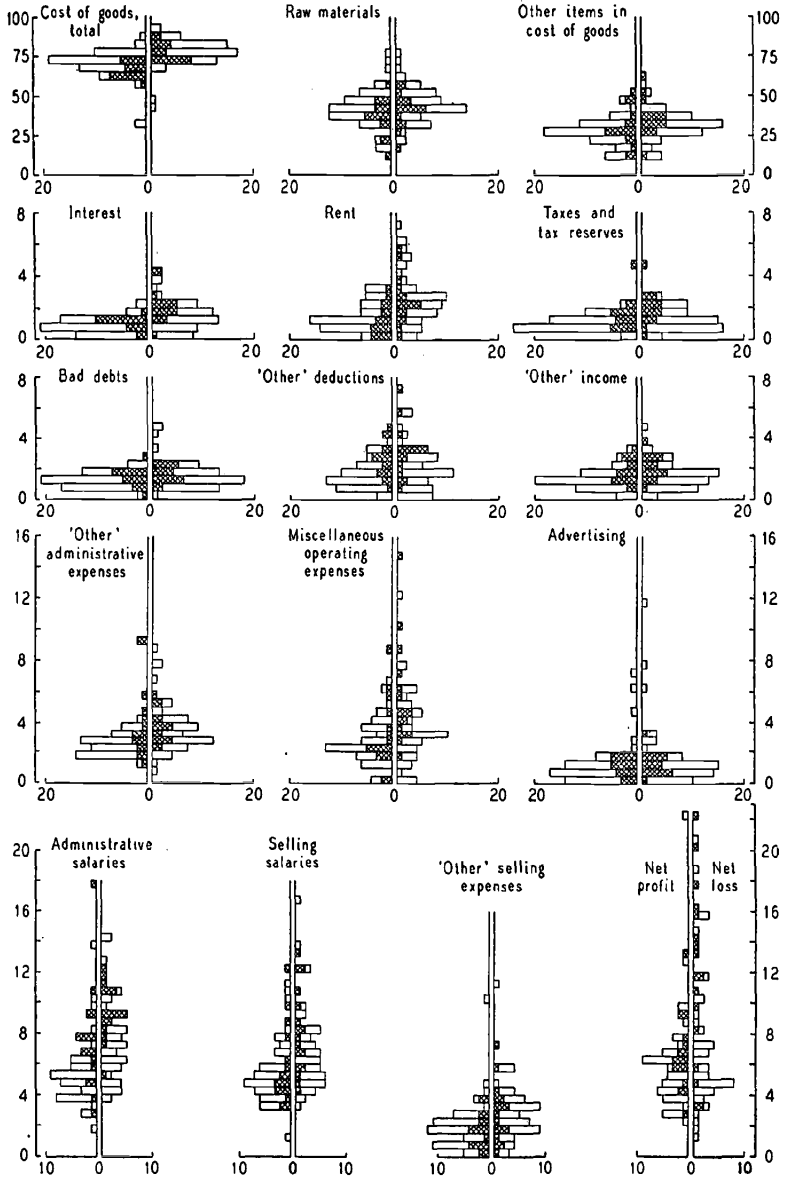 Cost of goods,
total
Raw materials
Other items in
cost of goods
100
75
50
25
0
100
75
50
25
0
20 0 20
20 0 20
20 0 20
Interest
Rent
Taxes and
tax reserves
8
4
0
8
4
0
20 0 20
20 0 20
20 0 20
Bad debts
'Other' deductions
'Other' income
8
4
0
8
4
0
20 0 20
20 0 20
20 0 20
'Other'
administrative
expenses
Miscellaneous
operating
expenses
Advertising
16
12
8
4
0
16
12
8
4
0
20 0 20
20 0 20
20 0 20
Administrative
salaries
Selling
salaries
'Other' selling
expenses
Net
profit
Net
loss
20
16
12
8
4
0
20
16
12
8
4
0
10 0 10
10 0 10
10 0 10
10 0 10